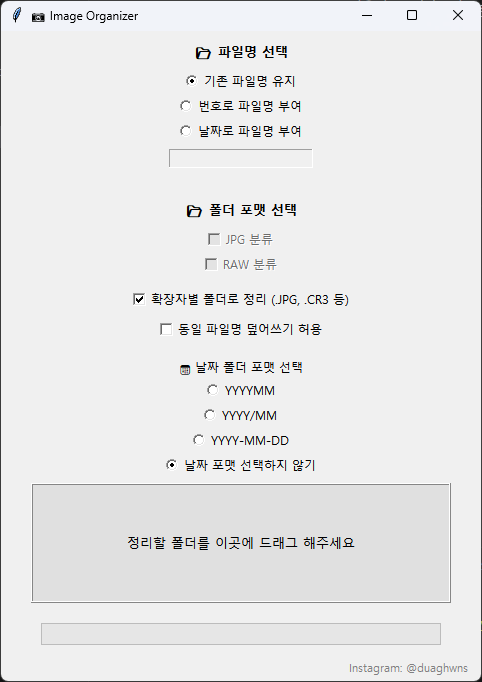 Image Organizer
파일명 선택
기존 파일명 유지
번호로 파일명 부여
날짜로 파일명 부여
폴더 포맷 선택
JPG 분류
RAW 분류
확장자별 폴더로 정리 (.JPG, .CR3 등)
동일 파일명 덮어쓰기 허용
날짜 폴더 포맷 선택
YYYYMM
YYYY/MM
YYYY-MM-DD
날짜 포맷 선택하지 않기
정리할 폴더를 이곳에 드래그 해주세요
Instagram: @duaghwns